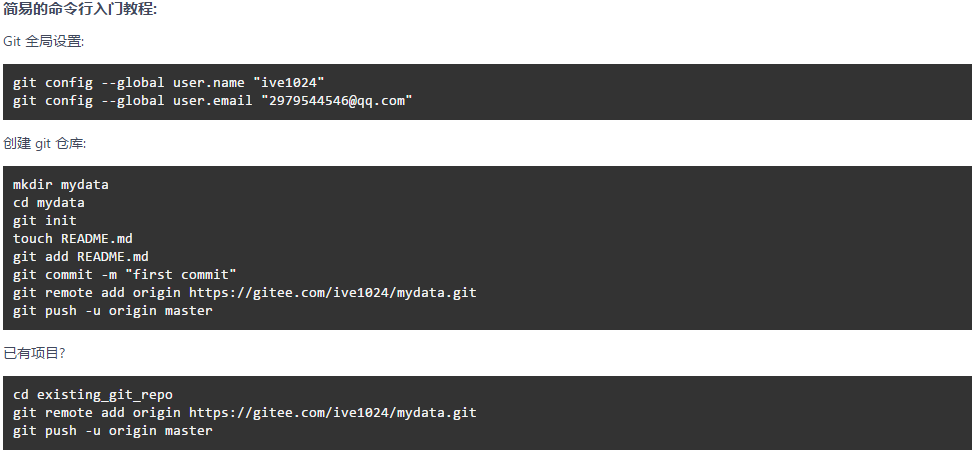 简易的命令行入门教程:
Git 全局设置:
git config --global user.name "ive1024"
git config --global user.email "2979544546@qq.com"
创建 git 仓库:
mkdir mydata
cd mydata
git init
touch README.md
git add README.md
git commit -m "first commit"
git remote add origin https://gitee.com/ive1024/mydata.git
git push -u origin master
已有项目?
cd existing_git_repo
git remote add origin https://gitee.com/ive1024/mydata.git
git push -u origin master